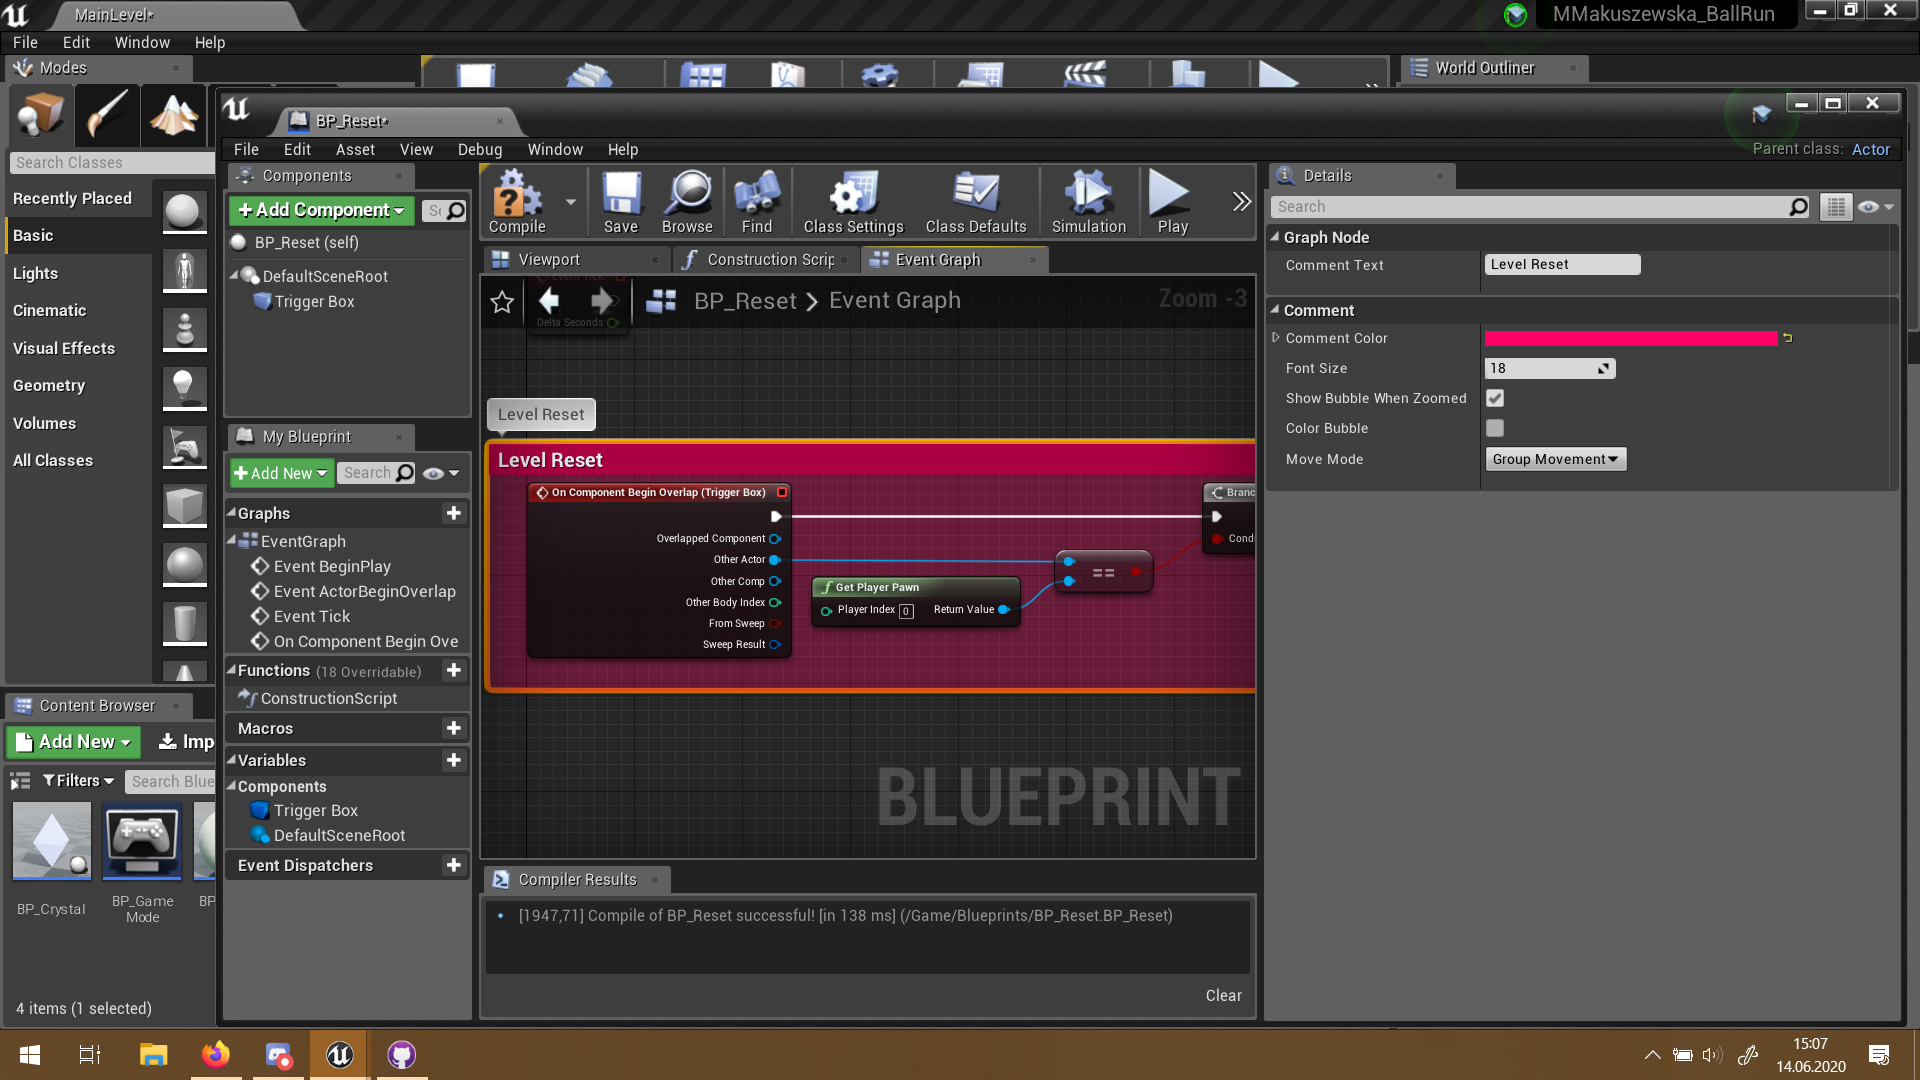 MainLevel*
MMakuszewska_BallRun
File Edit Window Help
Modes
World Outliner
BP_Reset*
Search Classes
File Edit Asset View Debug Window Help
Parent class: Actor
Recently Placed
Basic
Lights
Cinematic
Visual Effects
Geometry
Volumes
All Classes
Components
+Add Component
Se
BP_Reset (self)
DefaultSceneRoot
Trigger Box
Compile
Save
Browse
Find
Class Settings
Class Defaults
Simulation
Play
Viewport
Construction Scrip
Event Graph
BP_Reset > Event Graph
Zoom -3
Event Tick
Delta Seconds
Level Reset
Level Reset
On Component Begin Overlap (Trigger Box)
Overlapped Component
Other Actor
Other Comp
Other Body Index
From Sweep
Sweep Result
Get Player Pawn
Player Index 0
Return Value
==
Branc
Condi
BLUEPRINT
My Blueprint
+Add New
Search
Graphs
EventGraph
Event BeginPlay
Event ActorBeginOverlap
Event Tick
On Component Begin Ove
Functions (18 Overridable)
ConstructionScript
Macros
Variables
Components
Trigger Box
DefaultSceneRoot
Event Dispatchers
Details
Search
Graph Node
Comment Text Level Reset
Comment
Comment Color
Font Size 18
Show Bubble When Zoomed
Color Bubble
Move Mode Group Movement
Compiler Results
[1947,71] Compile of BP_Reset successful! [in 138 ms] (/Game/Blueprints/BP_Reset.BP_Reset)
Clear
Content Browser
Add New
Imp
Filters
Search Blue
BP_Crystal
BP_Game
Mode
BP
4 items (1 selected)
15:07
14.06.2020